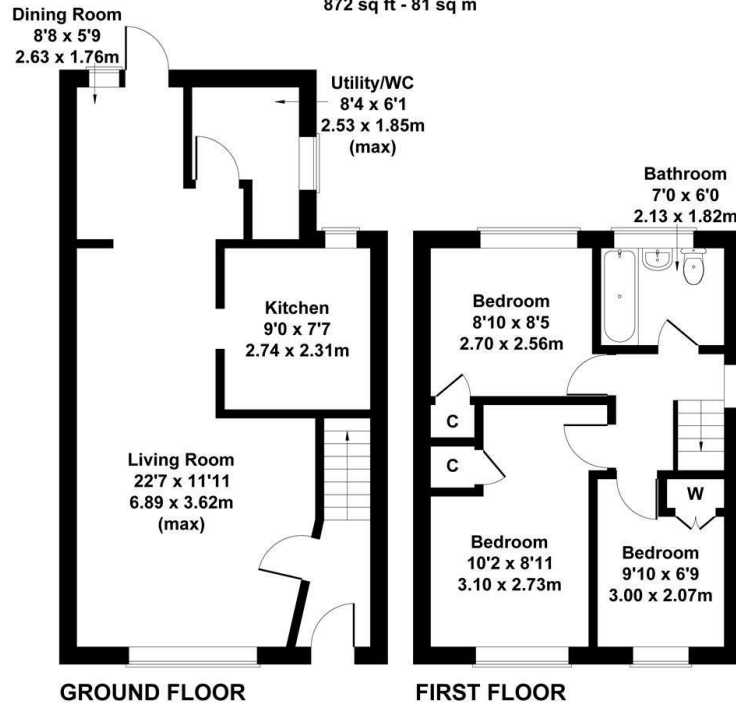 872 sq ft - 81 sq m
Dining Room
8'8 x 5'9
2.63 x 1.76m
Utility/WC
8'4 x 6'1
2.53 x 1.85m
(max)
Kitchen
9'0 x 7'7
2.74 x 2.31m
Living Room
22'7 x 11'11
6.89 x 3.62m
(max)
GROUND FLOOR
Bathroom
7'0 x 6'0
2.13 x 1.82m
Bedroom
8'10 x 8'5
2.70 x 2.56m
C
C
W
Bedroom
10'2 x 8'11
3.10 x 2.73m
Bedroom
9'10 x 6'9
3.00 x 2.07m
FIRST FLOOR